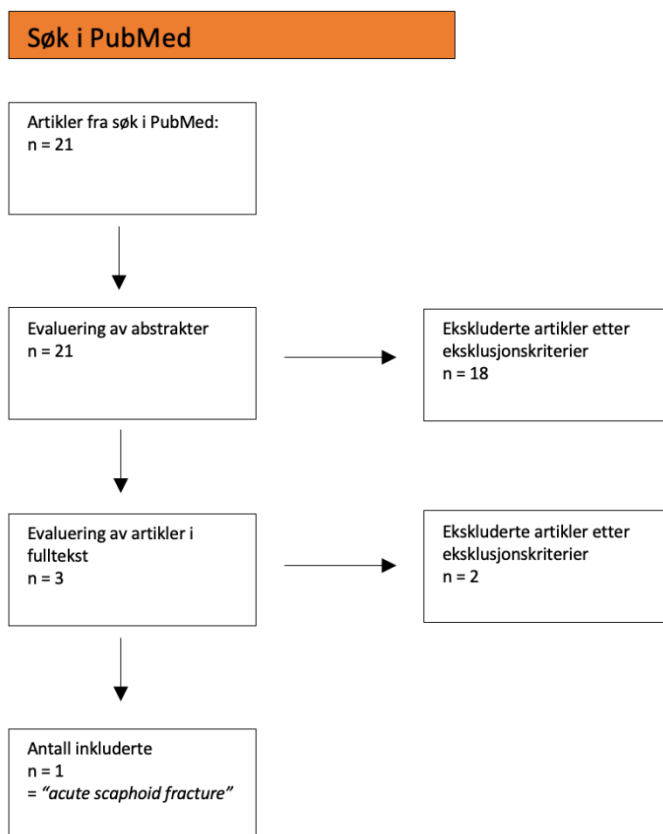 Søk i PubMed
Artikler fra søk i PubMed:
n = 21
Evaluering av abstrakter
n = 21
Ekskluderte artikler etter
eksklusjonskriterier
n = 18
Evaluering av artikler i
fulltekst
n = 3
Ekskluderte artikler etter
eksklusjonskriterier
n = 2
Antall inkluderte
n = 1
= “acute scaphoid fracture”